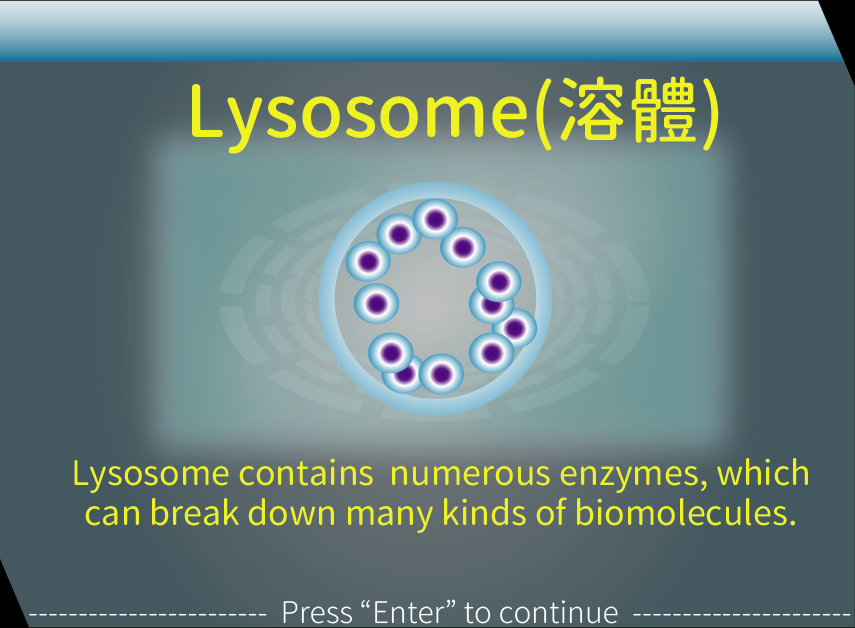 Lysosome(溶體)
Lysosome contains  numerous enzymes, which
can break down many kinds of biomolecules.
------------------------ Press “Enter” to continue ----------------------